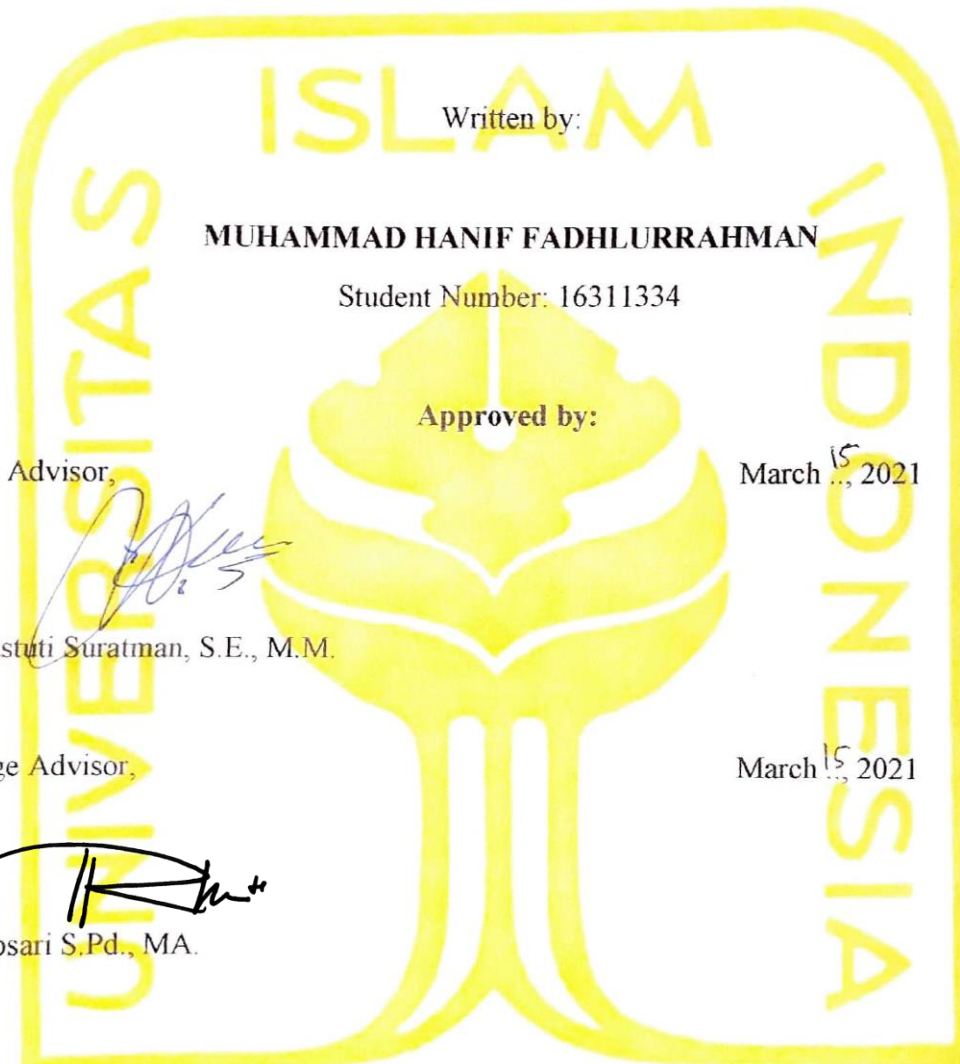 UNIVERSITAS ISLAM INDONESIA
Written by:
MUHAMMAD HANIF FADHLURRAHMAN
Student Number: 16311334
Approved by:
Advisor, March 15, 2021
stuti Suratman, S.E., M.M.
ge Advisor, March 15, 2021
osari S.Pd., MA.